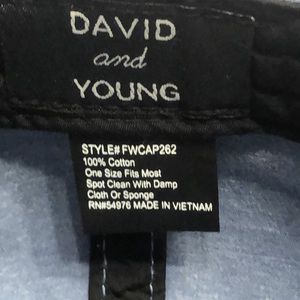 DAVID
and
YOUNG
STYLE# FWCAP262
100% Cotton
One Size Fits Most
Spot Clean With Damp
Cloth Or Sponge
RN#54976 MADE IN VIETNAM